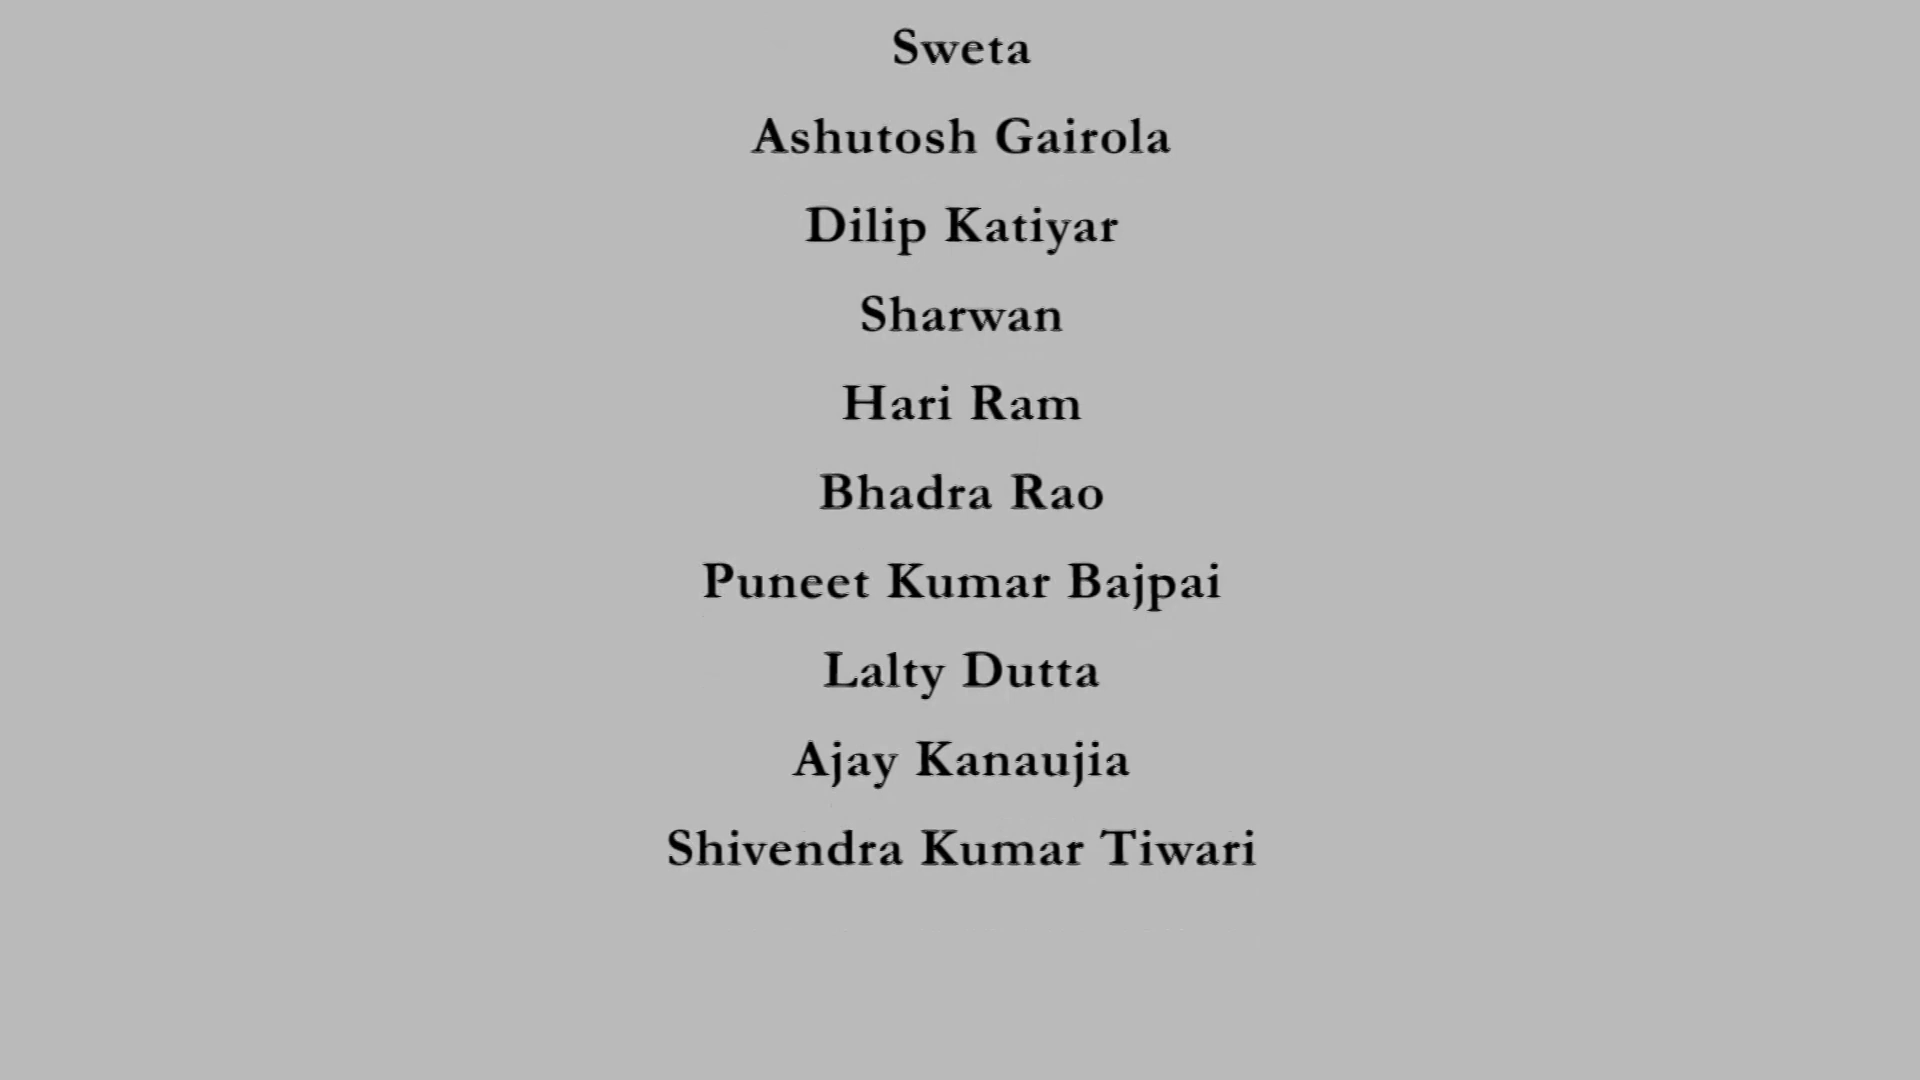 Sweta
Ashutosh Gairola
Dilip Katiyar
Sharwan
Hari Ram
Bhadra Rao
Puneet Kumar Bajpai
Lalty Dutta
Ajay Kanaujia
Shivendra Kumar Tiwari